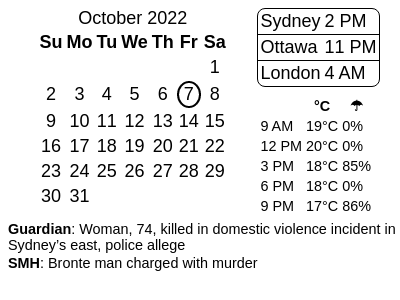 October 2022
Su Mo Tu We Th Fr Sa
1
2 3 4 5 6 7 8
9 10 11 12 13 14 15
16 17 18 19 20 21 22
23 24 25 26 27 28 29
30 31
Sydney 2 PM
Ottawa 11 PM
London 4 AM
°C ☂
9 AM 19°C 0%
12 PM 20°C 0%
3 PM 18°C 85%
6 PM 18°C 0%
9 PM 17°C 86%
Guardian: Woman, 74, killed in domestic violence incident in
Sydney’s east, police allege
SMH: Bronte man charged with murder